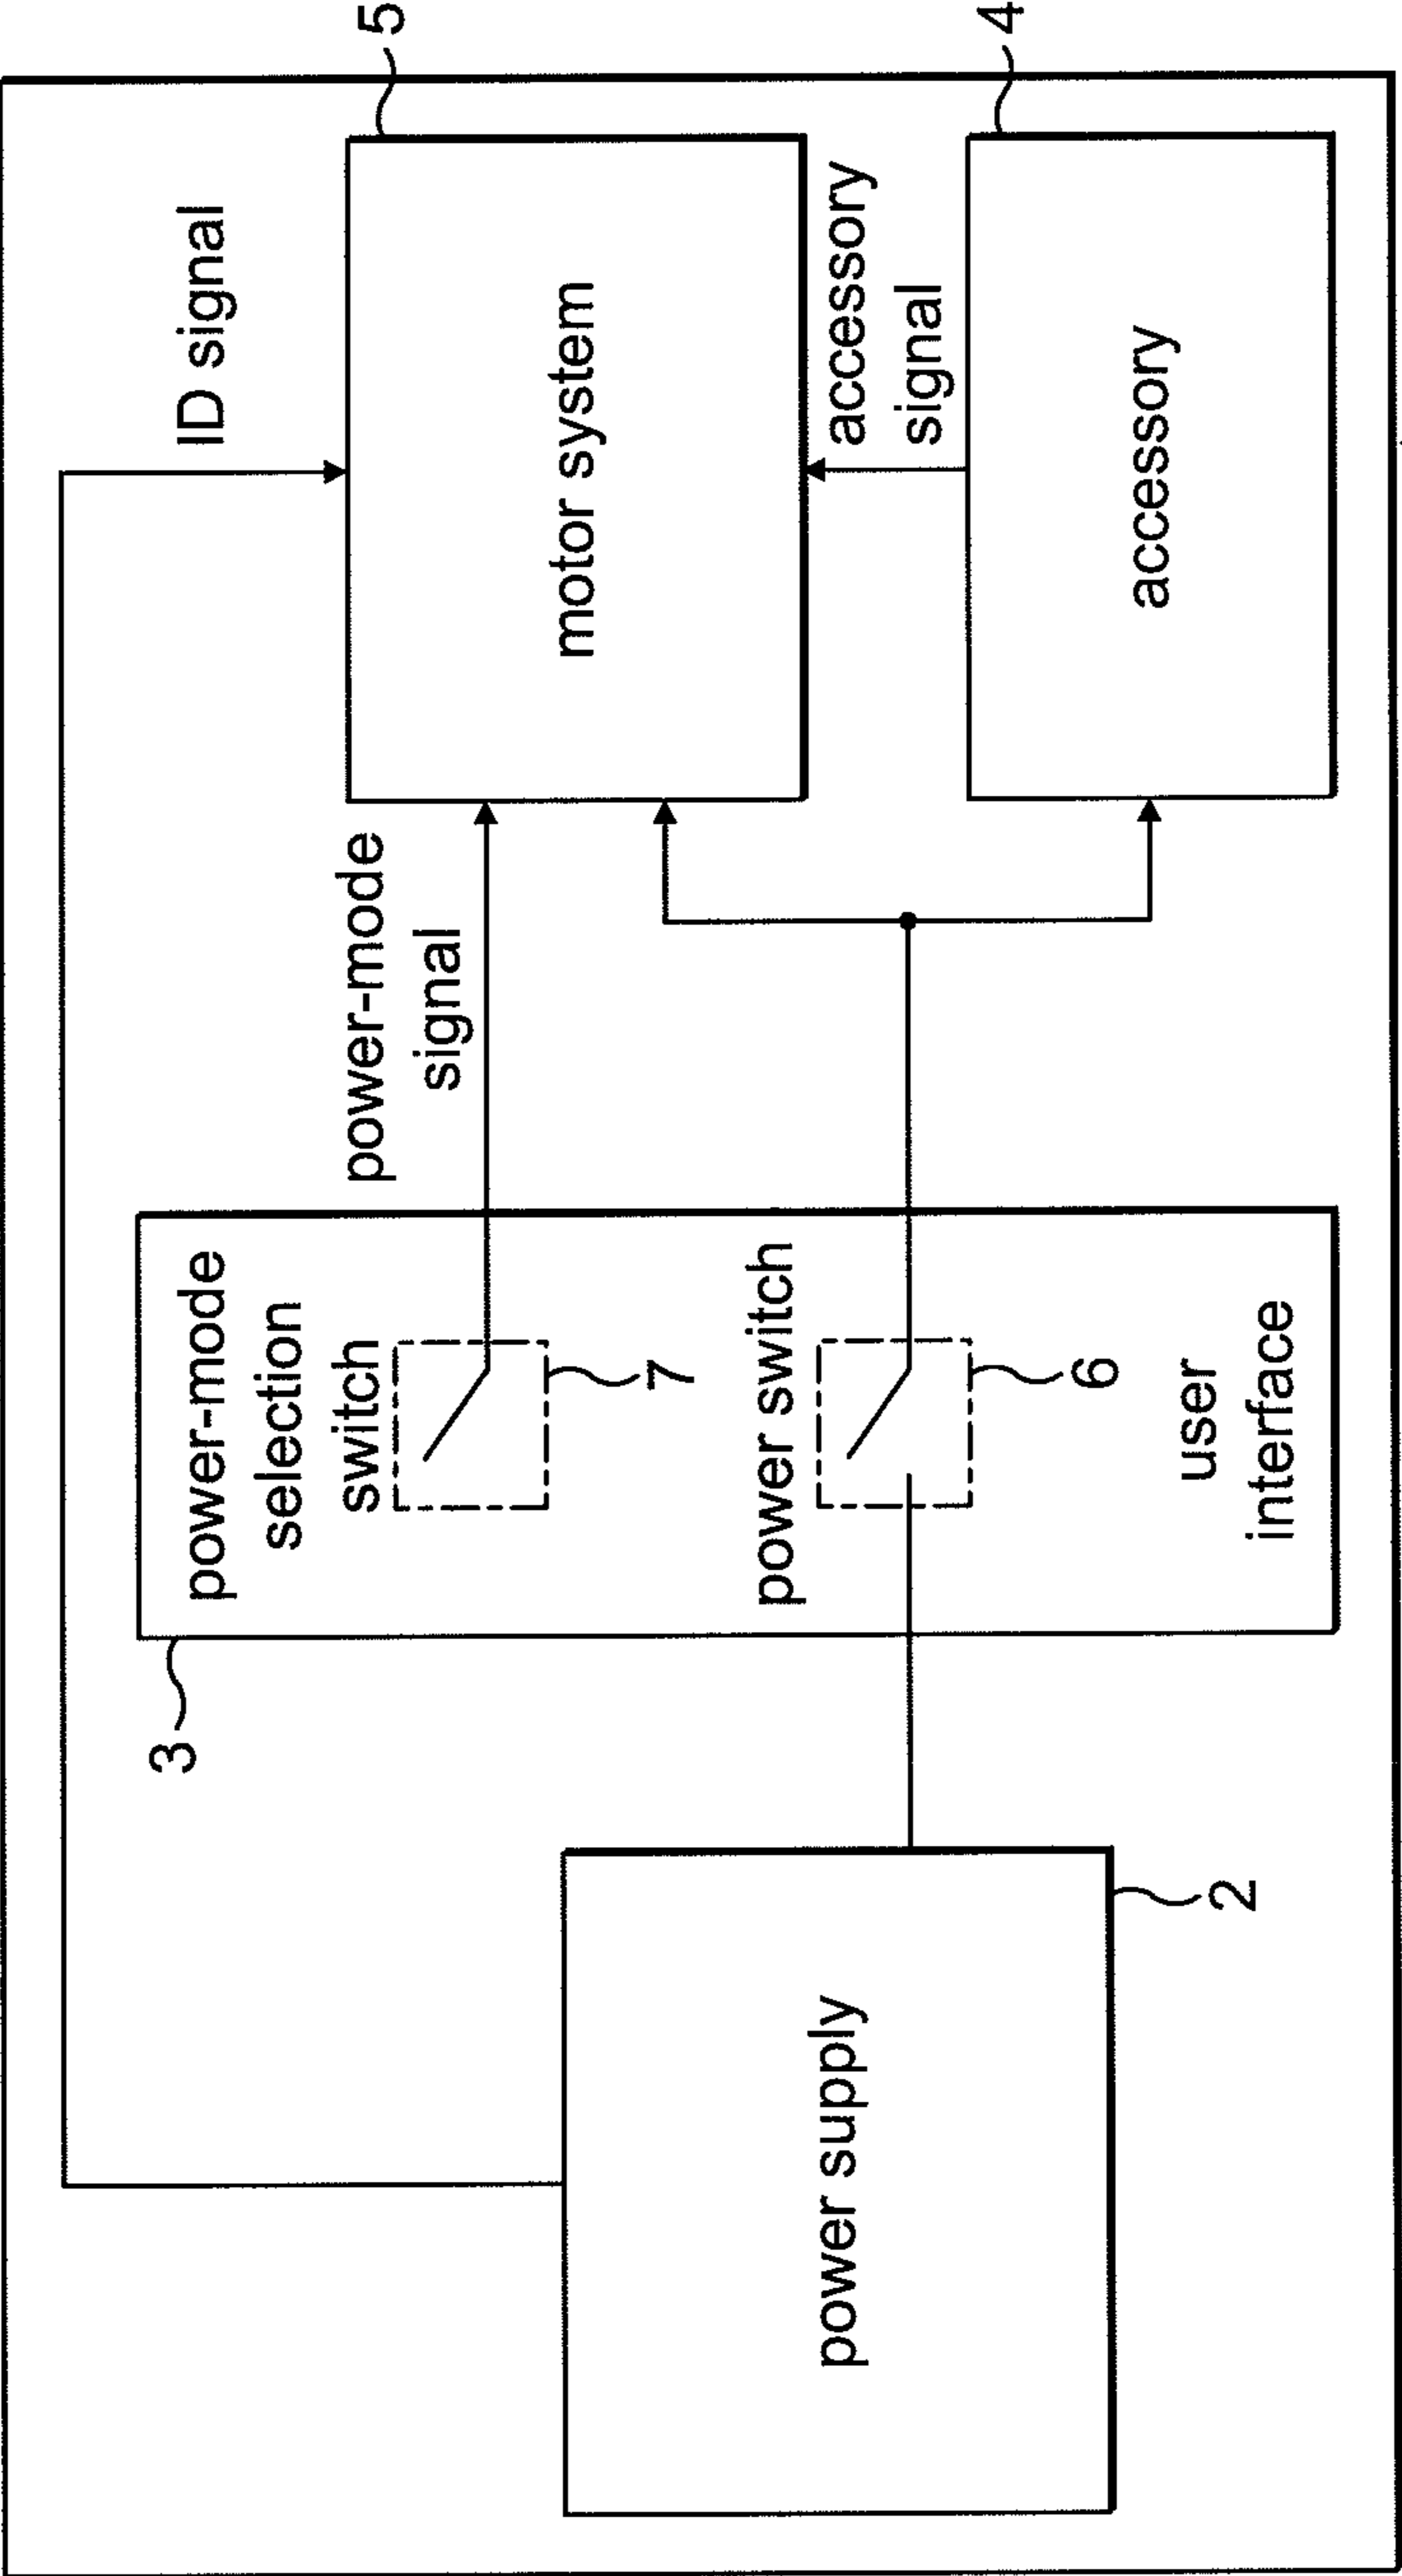 ID signal
5
motor system
accessory
signal
4
accessory
power-mode
signal
3
power-mode
selection
switch
7
power switch
6
user
interface
power supply
2